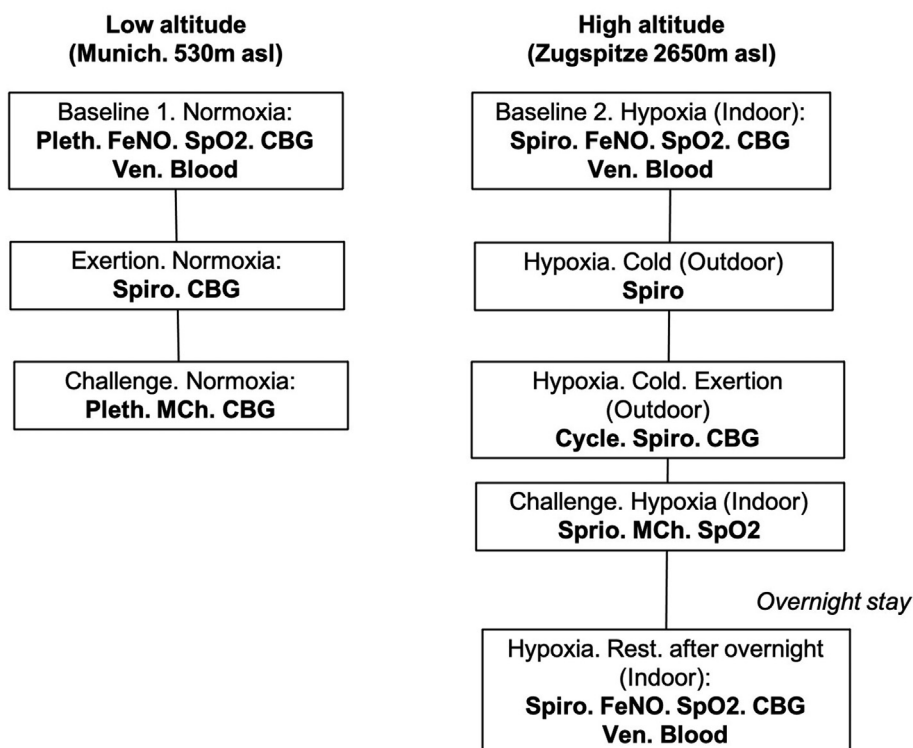 Low altitude
(Munich. 530m asl)
Baseline 1. Normoxia:
Pleth. FeNO. SpO2. CBG
Ven. Blood
Exertion. Normoxia:
Spiro. CBG
Challenge. Normoxia:
Pleth. MCh. CBG
High altitude
(Zugspitze 2650m asl)
Baseline 2. Hypoxia (Indoor):
Spiro. FeNO. SpO2. CBG
Ven. Blood
Hypoxia. Cold (Outdoor)
Spiro
Hypoxia. Cold. Exertion
(Outdoor)
Cycle. Spiro. CBG
Challenge. Hypoxia (Indoor)
Sprio. MCh. SpO2
Overnight stay
Hypoxia. Rest. after overnight
(Indoor):
Spiro. FeNO. SpO2. CBG
Ven. Blood